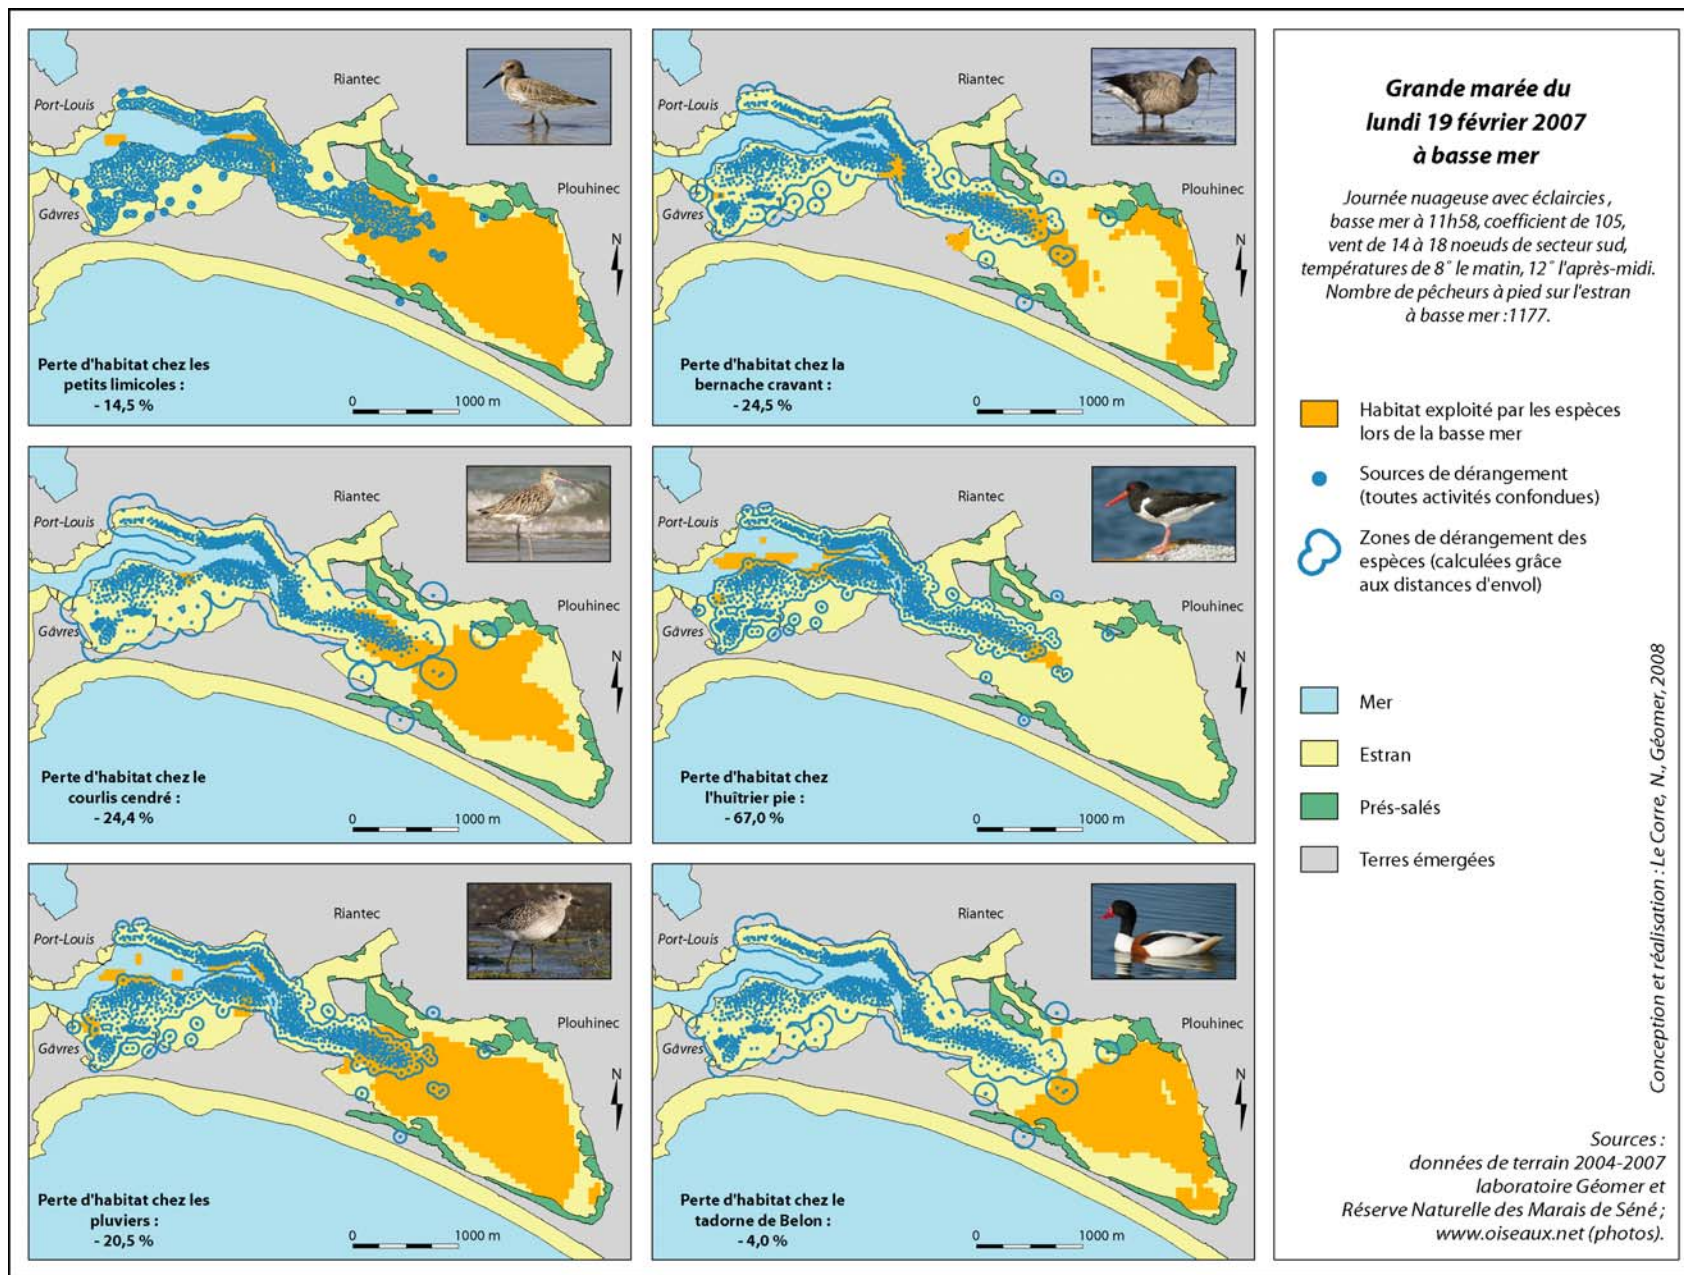 Riantec
Port-Louis
Plouhinec
Gâvres
N
Perte d'habitat chez les
petits limicoles :
- 14,5 %
0 1000 m
Riantec
Port-Louis
Plouhinec
Gâvres
N
Perte d'habitat chez la
bernache cravant :
- 24,5 %
0 1000 m
Riantec
Port-Louis
Plouhinec
Gâvres
N
Perte d'habitat chez le
courlis cendré :
- 24,4 %
0 1000 m
Riantec
Port-Louis
Plouhinec
Gâvres
N
Perte d'habitat chez
l'huîtrier pie :
- 67,0 %
0 1000 m
Riantec
Port-Louis
Plouhinec
Gâvres
N
Perte d'habitat chez les
pluviers :
- 20,5 %
0 1000 m
Riantec
Port-Louis
Plouhinec
Gâvres
N
Perte d'habitat chez le
tadorne de Belon :
- 4,0 %
0 1000 m
Grande marée du
lundi 19 février 2007
à basse mer
Journée nuageuse avec éclaircies ,
basse mer à 11h58, coefficient de 105,
vent de 14 à 18 noeuds de secteur sud,
températures de 8˚ le matin, 12˚ l'après-midi.
Nombre de pêcheurs à pied sur l'estran
à basse mer :1177.
Habitat exploité par les espèces
lors de la basse mer
Sources de dérangement
(toutes activités confondues)
Zones de dérangement des
espèces (calculées grâce
aux distances d'envol)
Mer
Estran
Prés-salés
Terres émergées
Conception et réalisation : Le Corre, N., Géomer, 2008
Sources :
données de terrain 2004-2007
laboratoire Géomer et
Réserve Naturelle des Marais de Séné ;
www.oiseaux.net (photos).